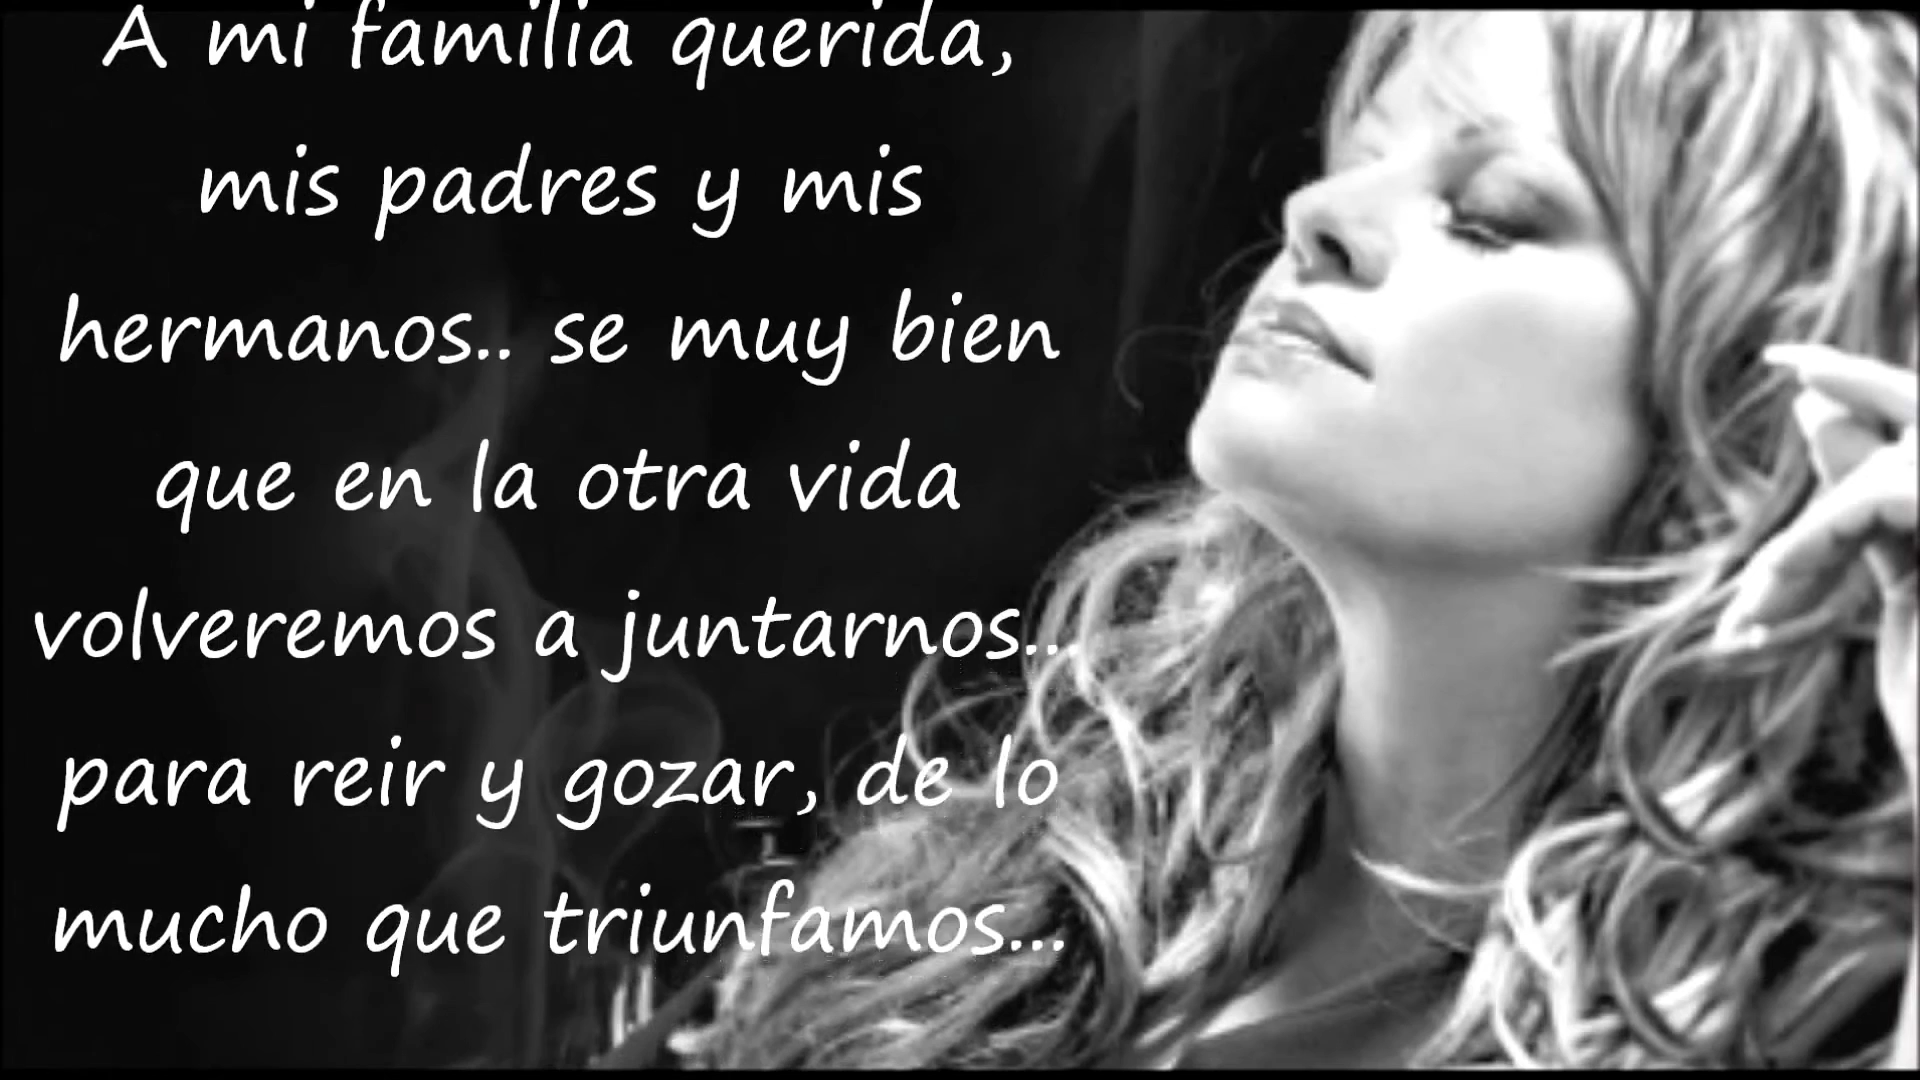 A mi familia querida,
mis padres y mis
hermanos.. se muy bien
que en la otra vida
volveremos a juntarnos...
para reir y gozar, de lo
mucho que triunfamos...